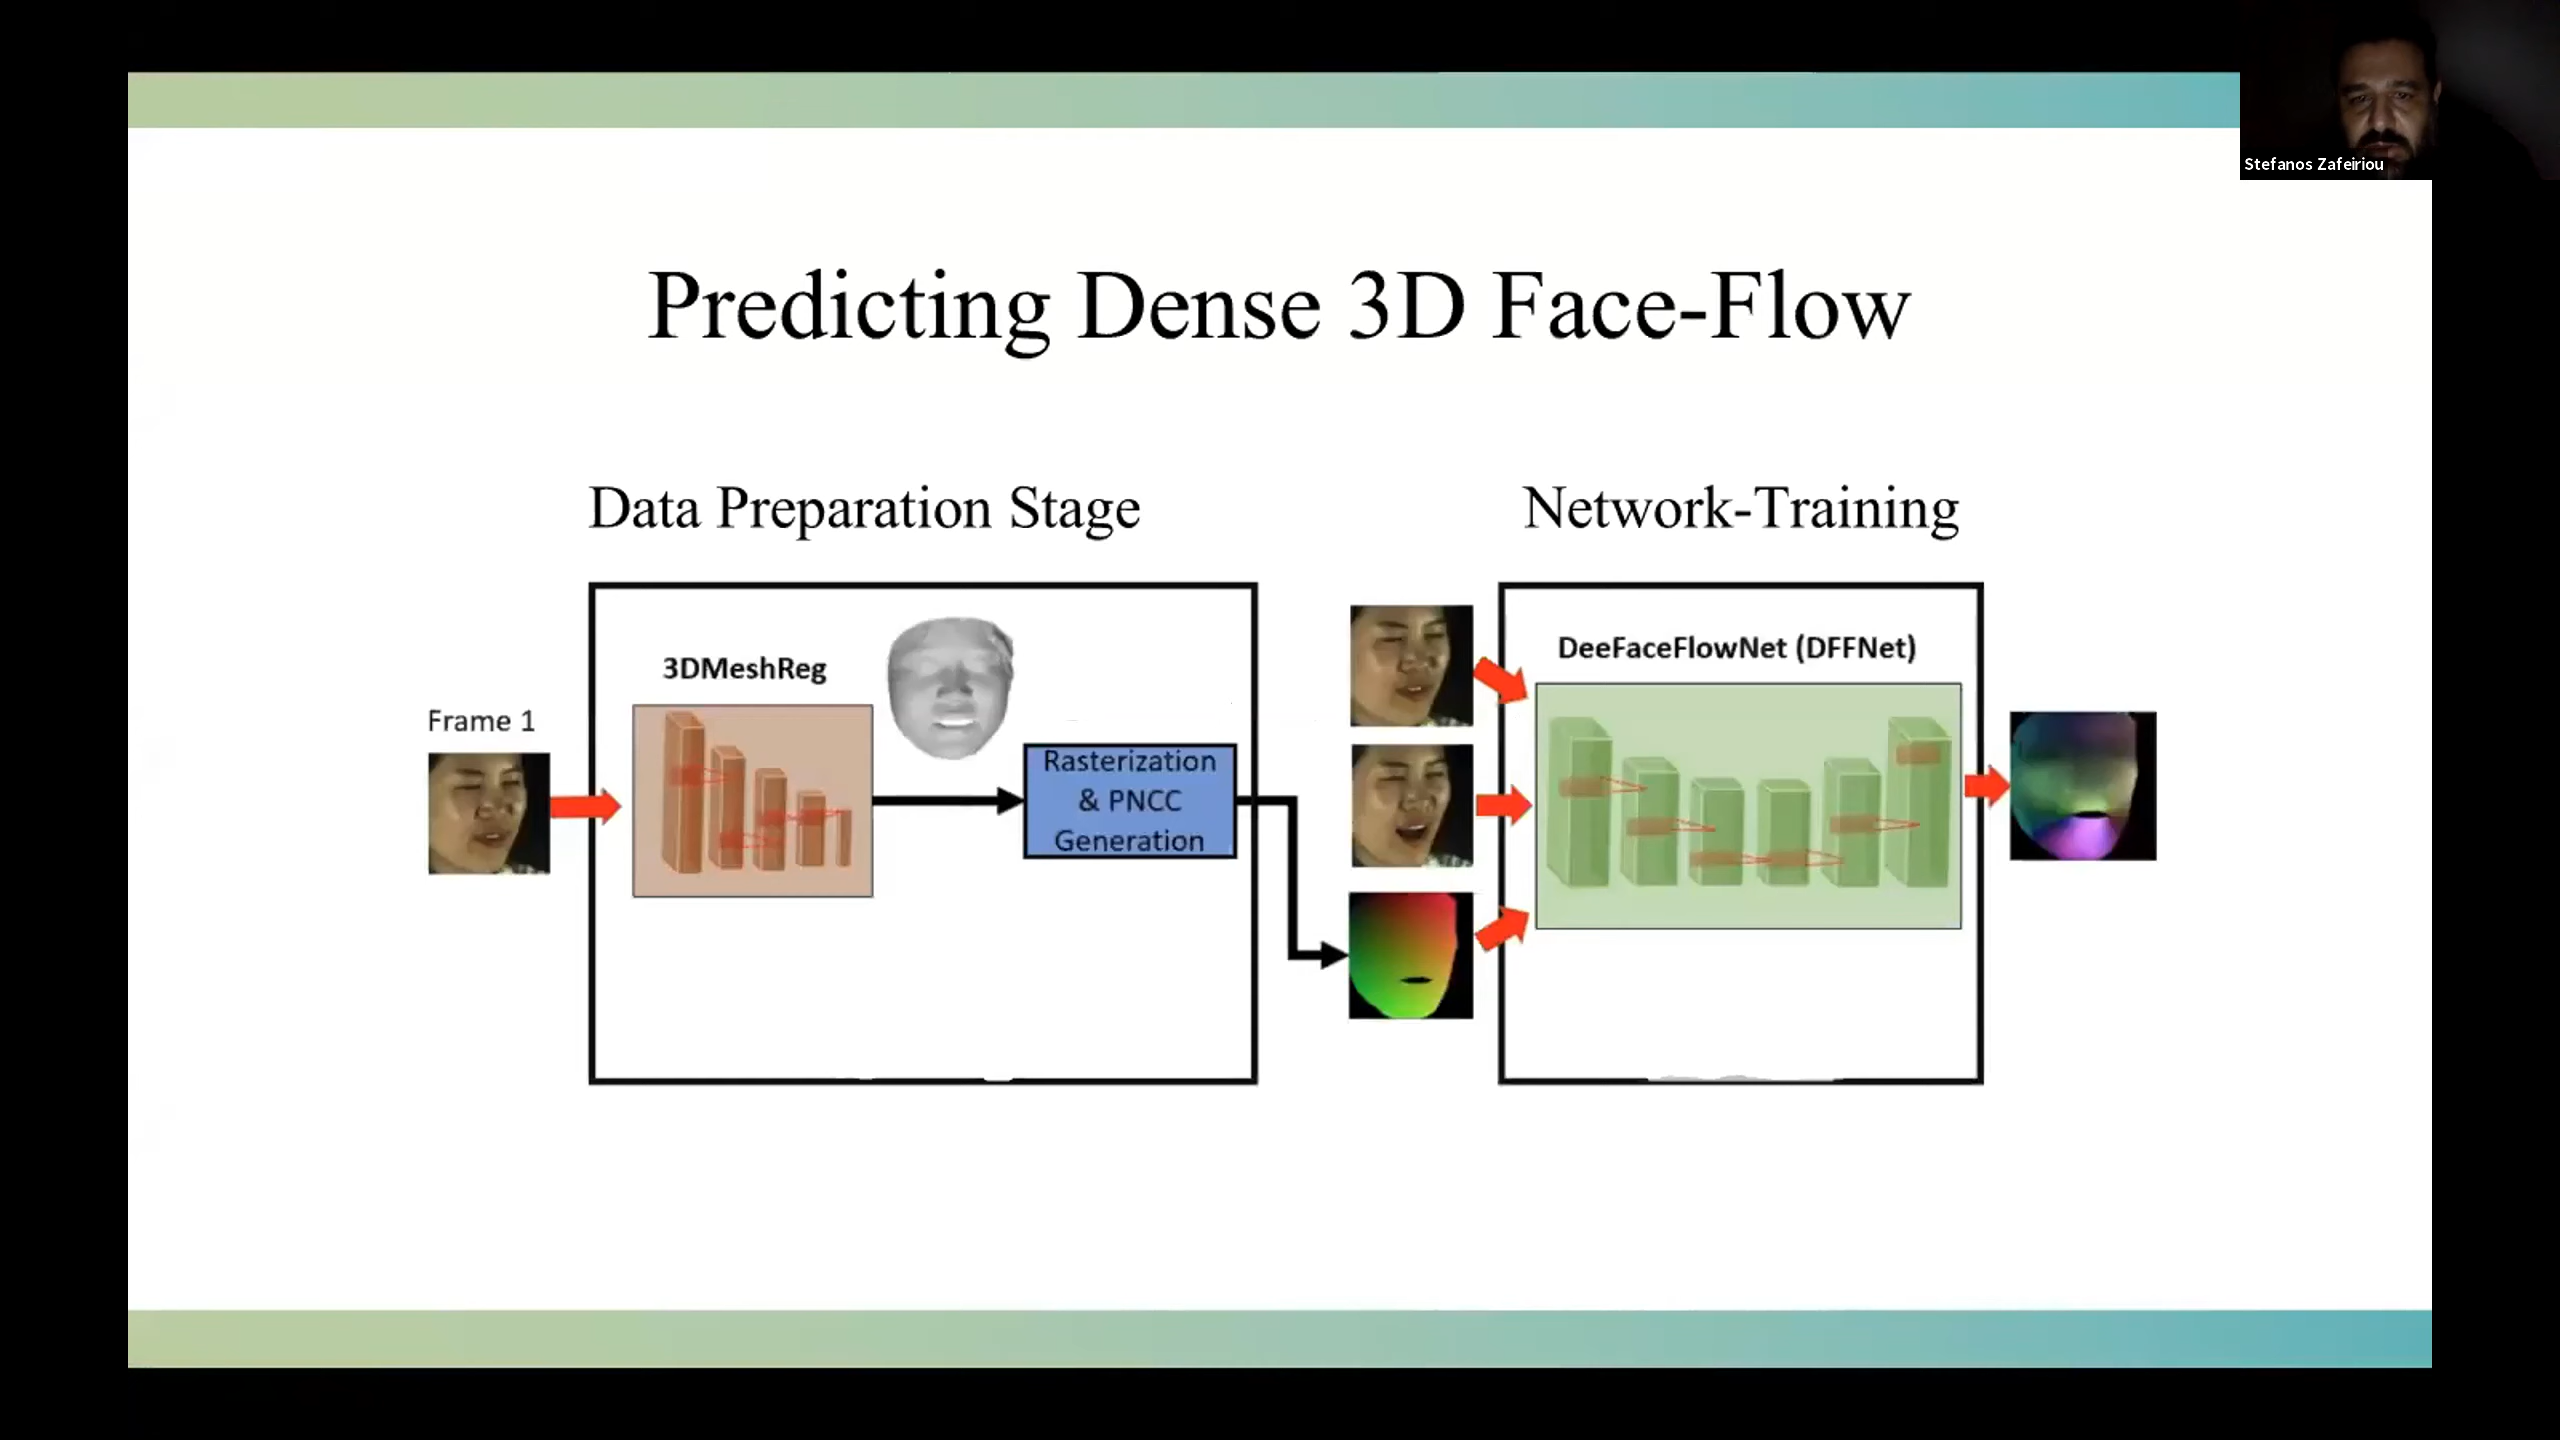 Stefanos Zafeiriou
Predicting Dense 3D Face-Flow
Data Preparation Stage
Network-Training
3DMeshReg
DeeFaceFlowNet (DFFNet)
Frame 1
Rasterization
& PNCC
Generation